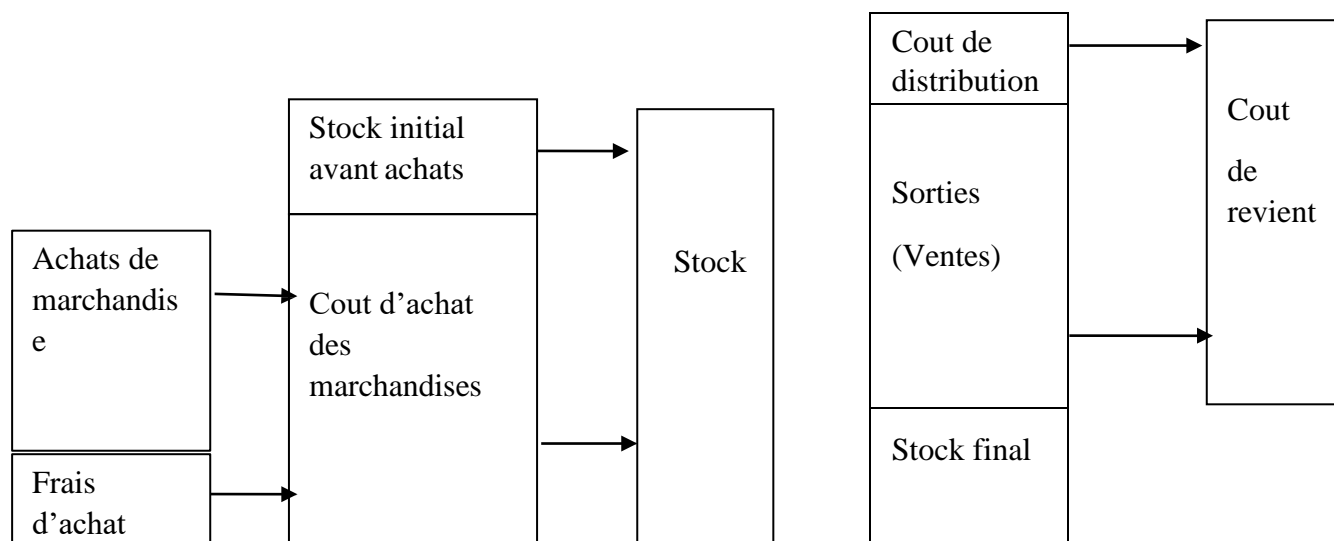 Achats de
marchandis
e
Frais
d’achat
Stock initial
avant achats
Cout d’achat
des
marchandises
Stock
Cout de
distribution
Sorties
(Ventes)
Stock final
Cout
de
revient